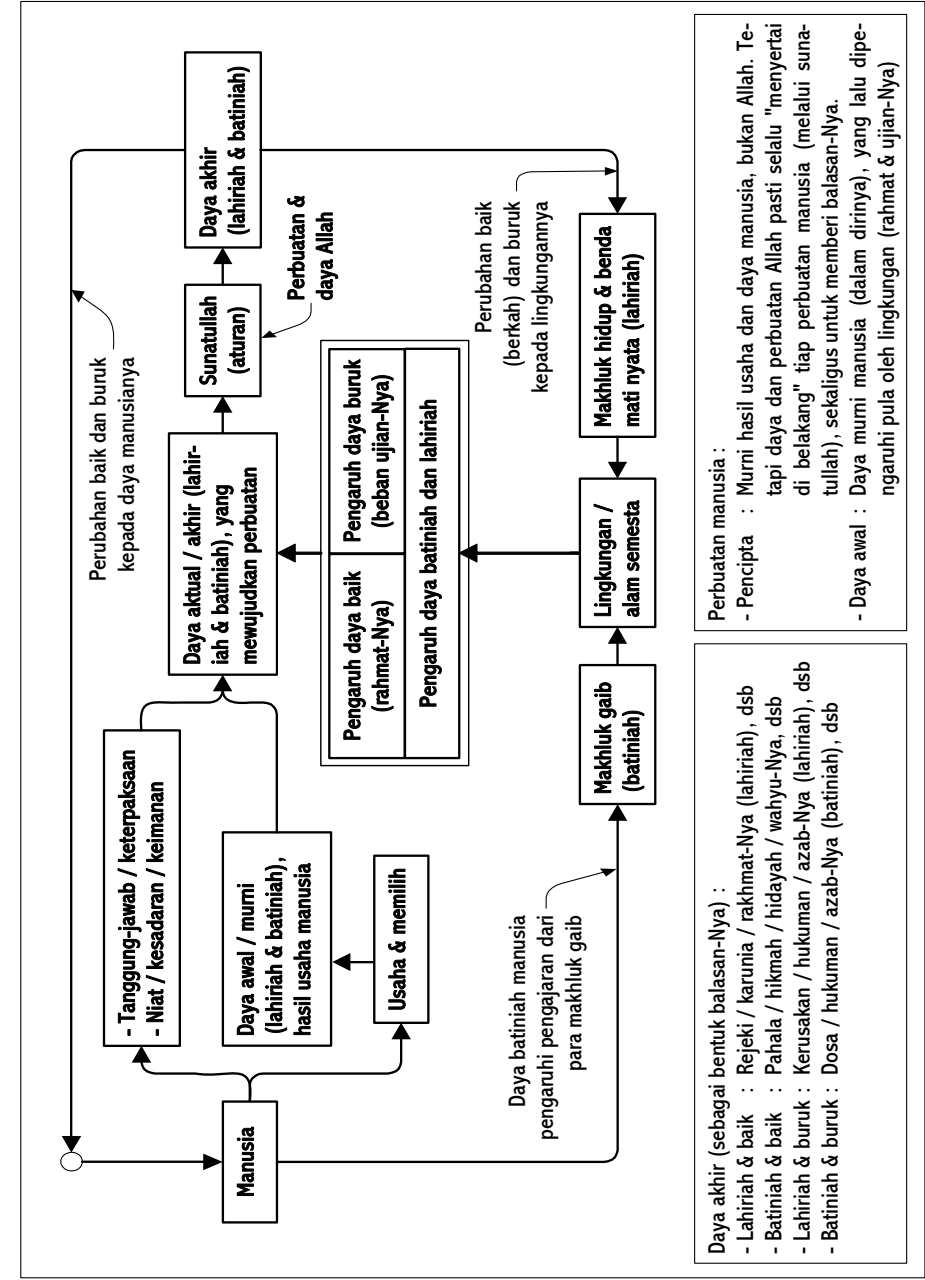 Perubahan baik dan buruk
kepada daya manusianya
- Tanggung-jawab / keterpaksaan
- Niat / kesadaran / keimanan
Manusia
Daya awal / murni
(lahiriah & batiniah),
hasil usaha manusia
Usaha & memilih
Daya aktual / akhir (lahir-
iah & batiniah), yang
mewujudkan perbuatan
Sunatullah
(aturan)
Daya akhir
(lahiriah & batiniah)
Perbuatan &
daya Allah
Pengaruh daya baik
(rahmat-Nya)
Pengaruh daya buruk
(beban ujian-Nya)
Pengaruh daya batiniah dan lahiriah
Daya batiniah manusia
pengaruhi pengajaran dari
para makhluk gaib
Perubahan baik
(berkah) dan buruk
kepada lingkungannya
Makhluk gaib
(batiniah)
Lingkungan /
alam semesta
Makhluk hidup & benda
mati nyata (lahiriah)
Daya akhir (sebagai bentuk balasan-Nya) :
- Lahiriah & baik : Rejeki / karunia / rakhmat-Nya (lahiriah), dsb
- Batiniah & baik : Pahala / hikmah / hidayah / wahyu-Nya, dsb
- Lahiriah & buruk : Kerusakan / hukuman / azab-Nya (lahiriah), dsb
- Batiniah & buruk : Dosa / hukuman / azab-Nya (batiniah), dsb
Perbuatan manusia :
- Pencipta : Murni hasil usaha dan daya manusia, bukan Allah. Te-
tapi daya dan perbuatan Allah pasti selalu "menyertai
di belakang" tiap perbuatan manusia (melalui suna-
tullah), sekaligus untuk memberi balasan-Nya.
- Daya awal : Daya murni manusia (dalam dirinya), yang lalu dipe-
ngaruhi pula oleh lingkungan (rahmat & ujian-Nya)